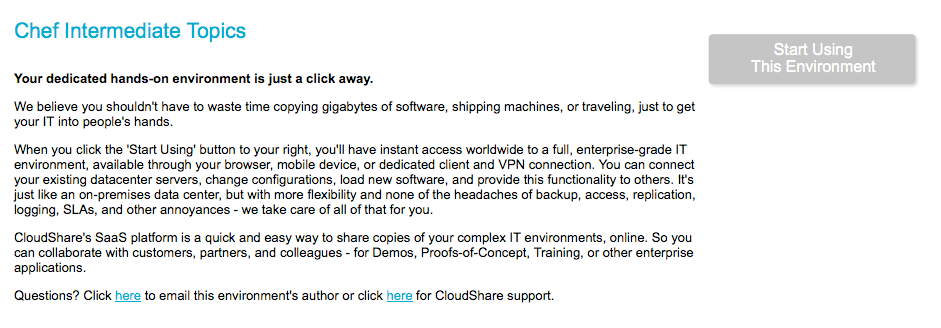 Chef Intermediate Topics
Start Using
This Environment
Your dedicated hands-on environment is just a click away.
We believe you shouldn't have to waste time copying gigabytes of software, shipping machines, or traveling, just to get
your IT into people's hands.
When you click the 'Start Using' button to your right, you'll have instant access worldwide to a full, enterprise-grade IT
environment, available through your browser, mobile device, or dedicated client and VPN connection. You can connect
your existing datacenter servers, change configurations, load new software, and provide this functionality to others. It's
just like an on-premises data center, but with more flexibility and none of the headaches of backup, access, replication,
logging, SLAs, and other annoyances - we take care of all of that for you.
CloudShare's SaaS platform is a quick and easy way to share copies of your complex IT environments, online. So you
can collaborate with customers, partners, and colleagues - for Demos, Proofs-of-Concept, Training, or other enterprise
applications.
Questions? Click here to email this environment's author or click here for CloudShare support.